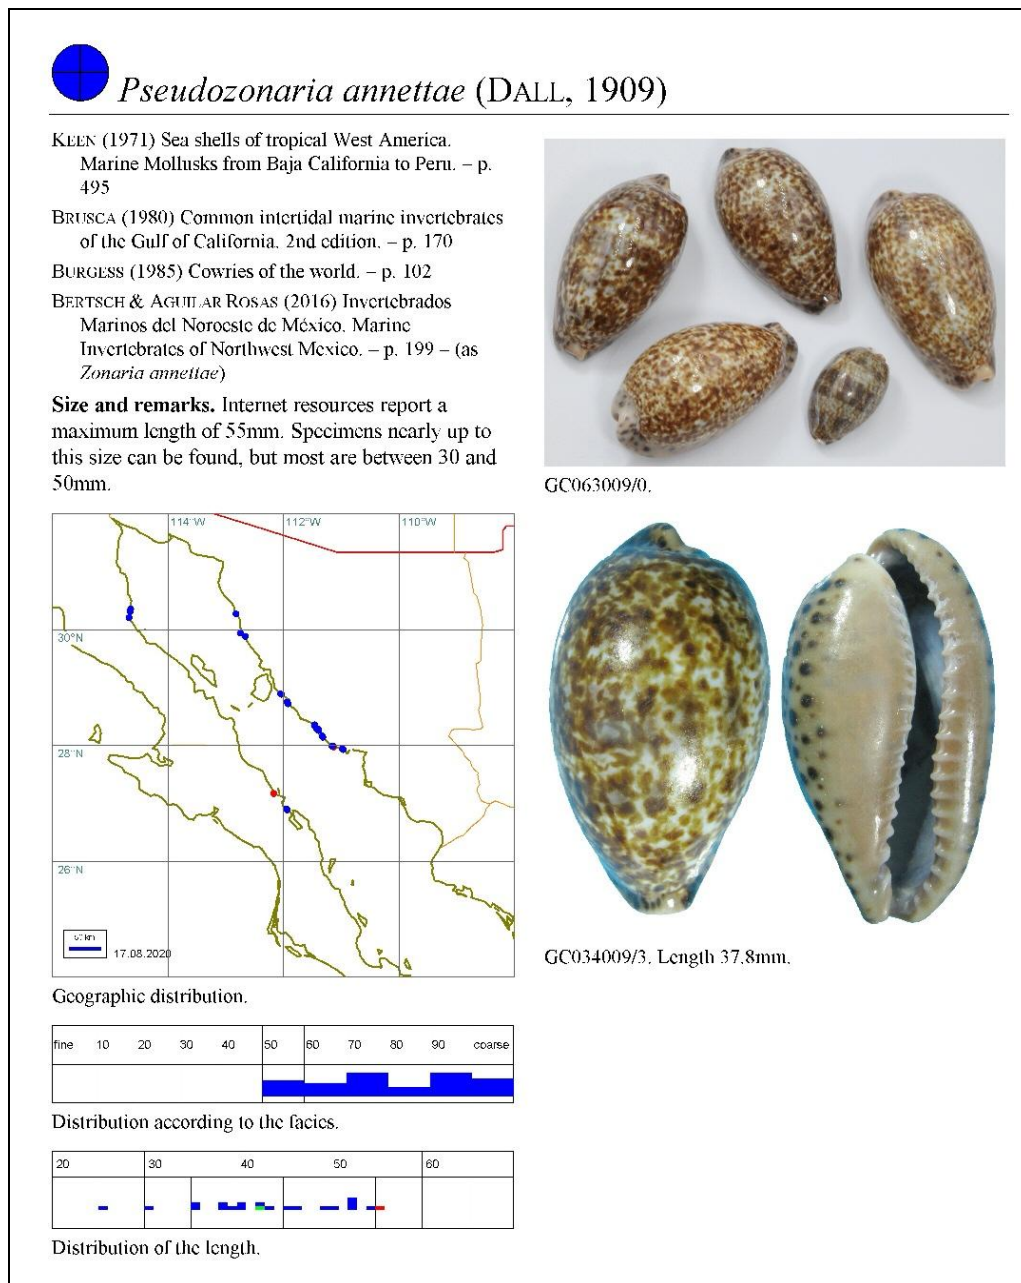 Pseudozonaria annettae (DALL, 1909)
KEEN (1971) Sea shells of tropical West America.
Marine Mollusks from Baja California to Peru. – p.
495
BRUSCA (1980) Common intertidal marine invertebrates
of the Gulf of California. 2nd edition. – p. 170
BURGESS (1985) Cowries of the world. – p. 102
BERTSCH & AGUILAR ROSAS (2016) Invertebrados
Marinos del Noroeste de México. Marine
Invertebrates of Northwest Mexico. – p. 199 – (as
Zonaria annettae)
Size and remarks. Internet resources report a
maximum length of 55mm. Specimens nearly up to
this size can be found, but most are between 30 and
50mm.
114°W 112°W 110°W
30°N
28°N
26°N
km
17.08.2020
Geographic distribution.
fine 10 20 30 40 50 60 70 80 90 coarse
Distribution according to the facies.
20 30 40 50 60
Distribution of the length.
GC063009/0.
GC034009/3. Length 37.8mm.